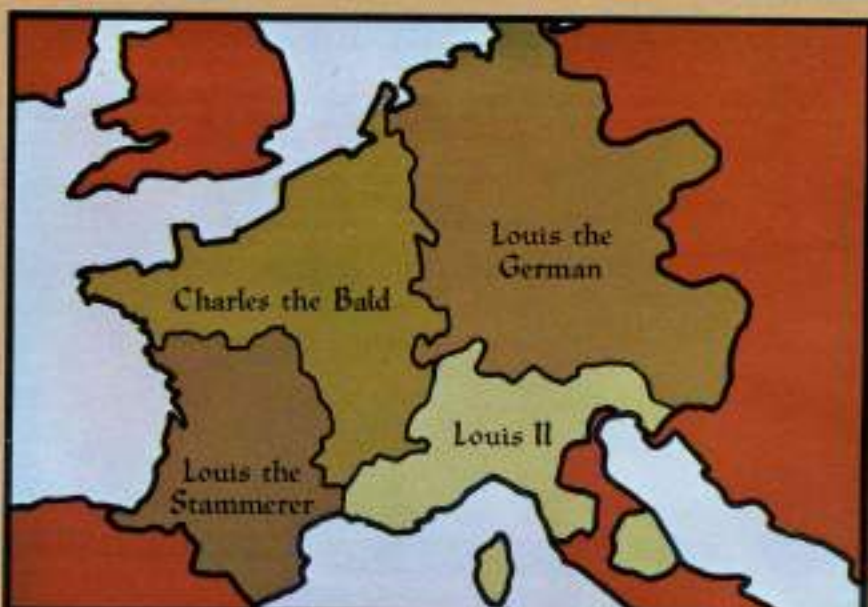 Louis the
German
Charles the Bald
Louis II
Louis the
Stammerer